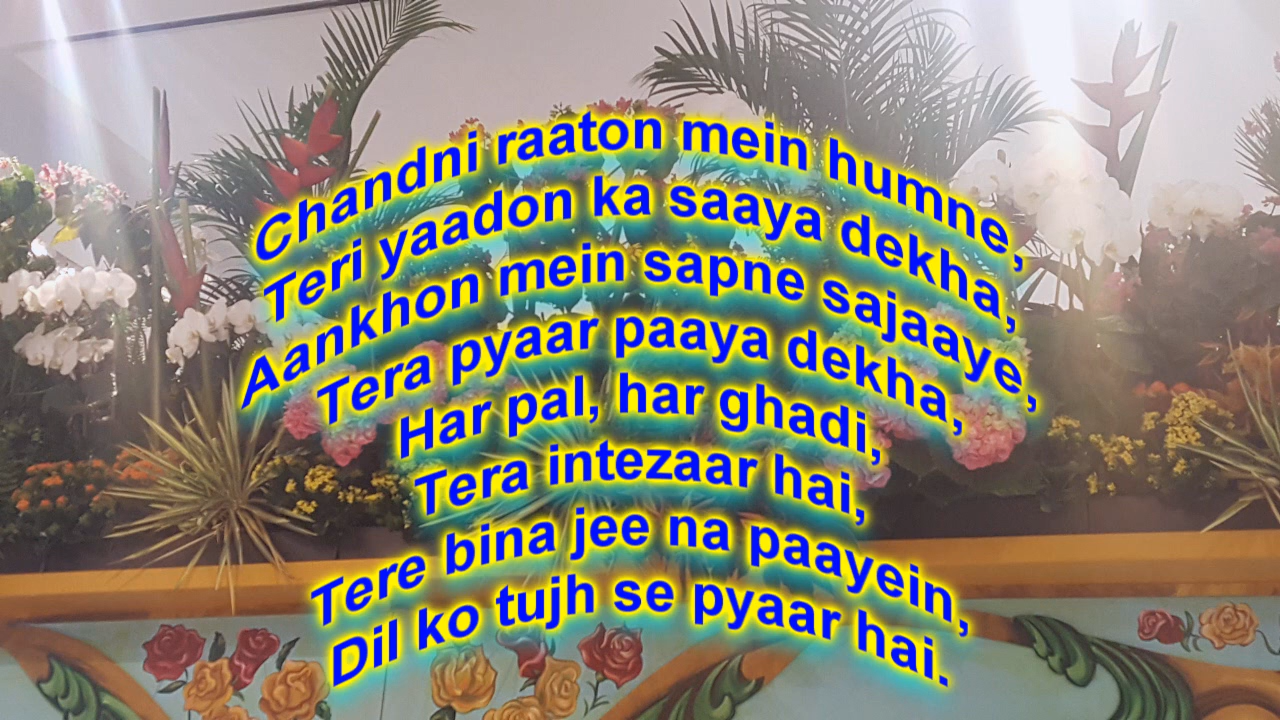 Chandni raaton mein humne,
Teri yaadon ka saaya dekha,
Aankhon mein sapne sajaaye,
Tera pyaar paaya dekha,
Har pal, har ghadi,
Tera intezaar hai,
Tere bina jee na paayein,
Dil ko tujh se pyaar hai.